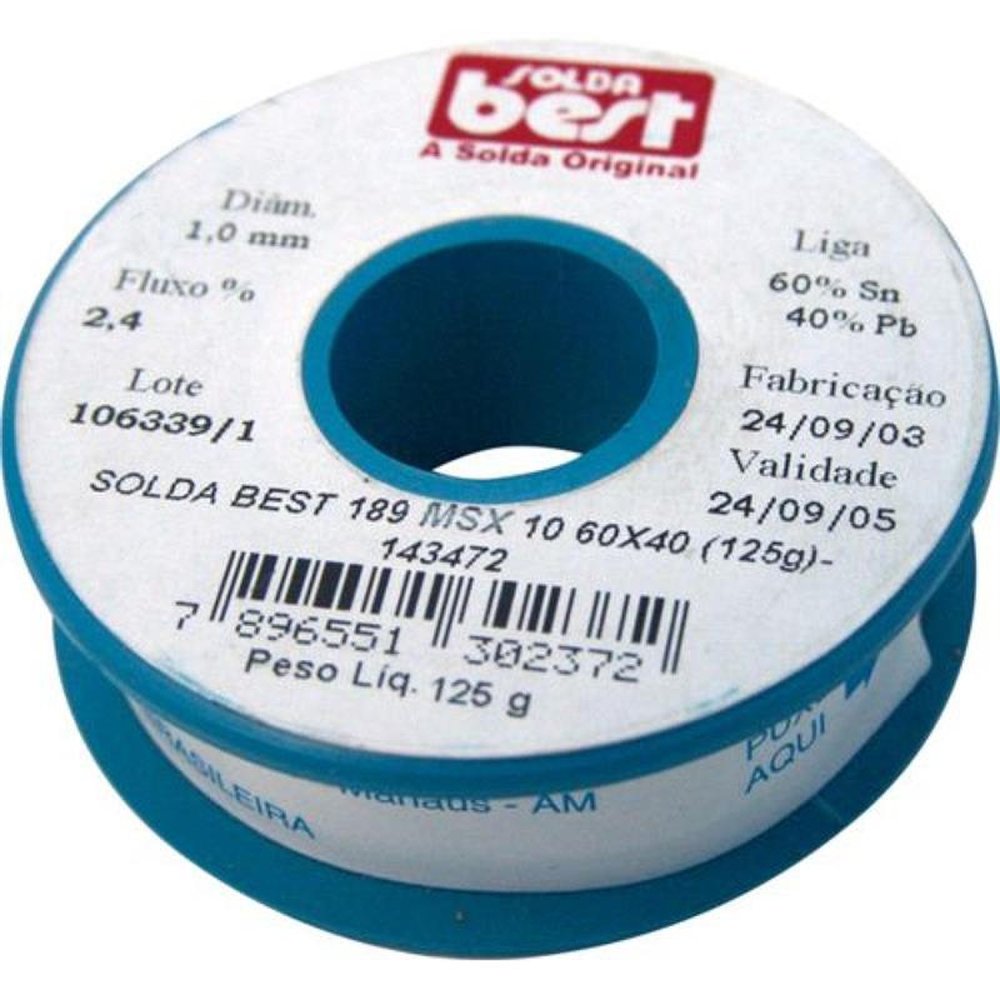 SOLDA
best
A Solda Original
Diâm.
1,0 mm
Fluxo %
2,4
Lote
106339/1
Liga
60% Sn
40% Pb
Fabricação
24/09/03
Validade
24/09/05
SOLDA BEST 189 MSX 10 60X40 (125g)-
143472
7 896551 302372
Peso Líq. 125 g
Manaus - AM
AQUI